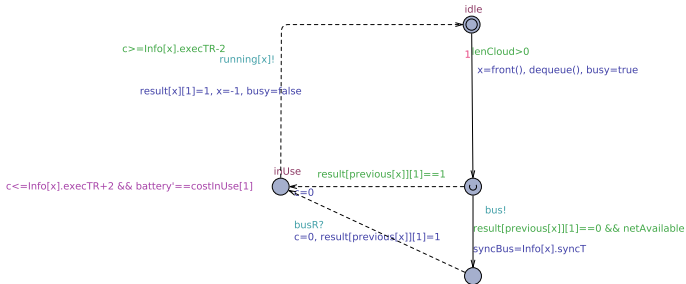 idle
c>=Info[x].execTR-2
running[x]!
1
lenCloud>0
x=front(), dequeue(), busy=true
result[x][1]=1, x=-1, busy=false
inUse
result[previous[x]][1]==1
c<=Info[x].execTR+2 && battery'==costInUse[1]
c=0
bus!
busR?
result[previous[x]][1]==0 && netAvailable
c=0, result[previous[x]][1]=1
syncBus=Info[x].syncT